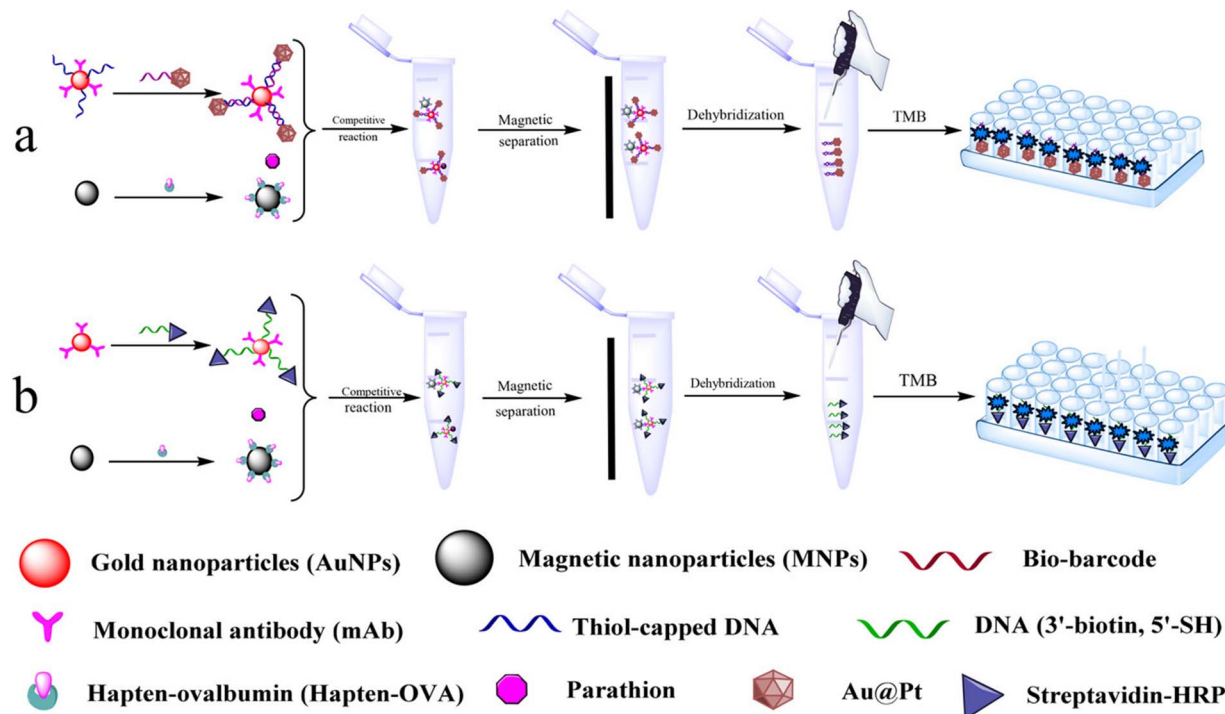 a
Competitive
reaction
Magnetic
separation
Dehybridization
TMB
b
Competitive
reaction
Magnetic
separation
Dehybridization
TMB
Gold nanoparticles (AuNPs)
Magnetic nanoparticles (MNPs)
Bio-barcode
Monoclonal antibody (mAb)
Thiol-capped DNA
DNA (3'-biotin, 5'-SH)
Hapten-ovalbumin (Hapten-OVA)
Parathion
Au@Pt
Streptavidin-HRP